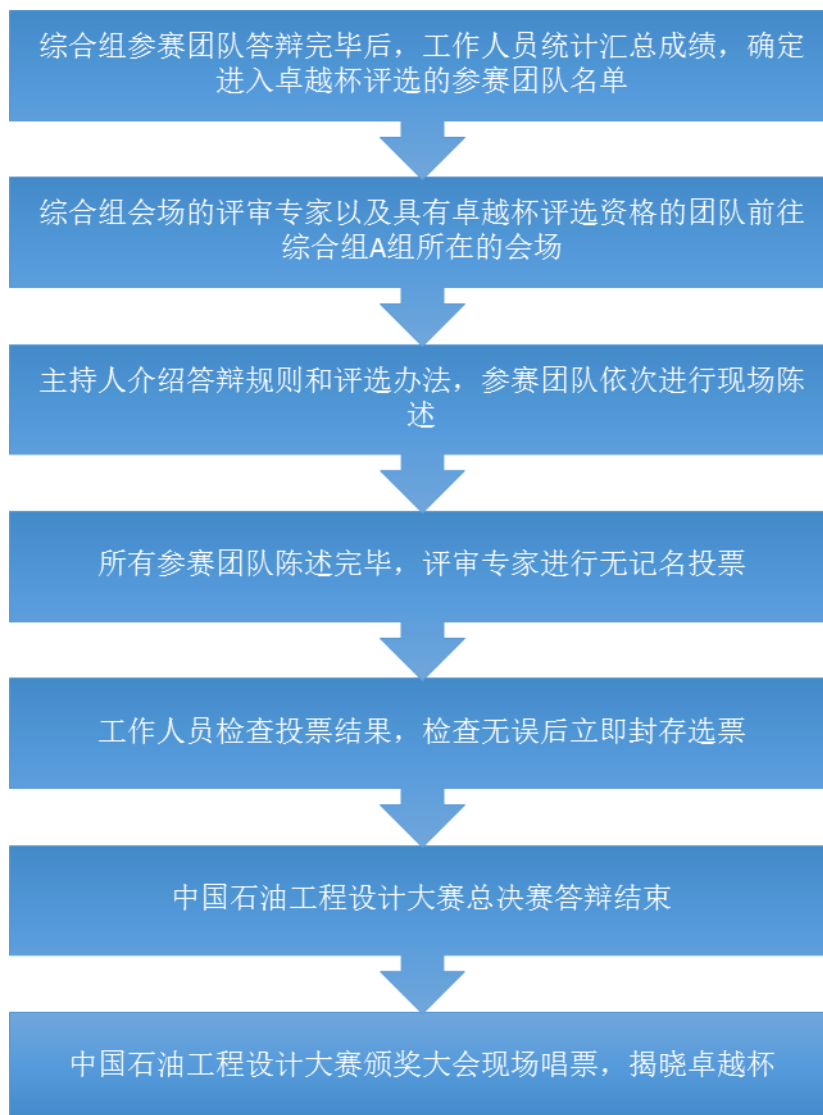 综合组参赛团队答辩完毕后，工作人员统计汇总成绩，确定
进入卓越杯评选的参赛团队名单
综合组会场的评审专家以及具有卓越杯评选资格的团队前往
综合组A组所在的会场
主持人介绍答辩规则和评选办法，参赛团队依次进行现场陈
述
所有参赛团队陈述完毕，评审专家进行无记名投票
工作人员检查投票结果，检查无误后立即封存选票
中国石油工程设计大赛总决赛答辩结束
中国石油工程设计大赛颁奖大会现场唱票，揭晓卓越杯